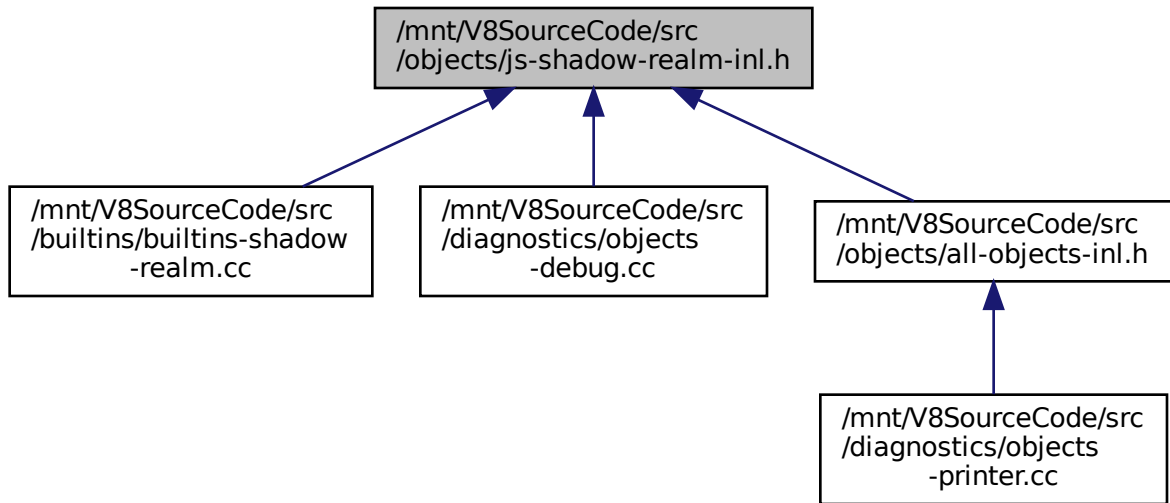 /mnt/V8SourceCode/src
/objects/js-shadow-realm-inl.h
/mnt/V8SourceCode/src
/builtins/builtins-shadow
-realm.cc
/mnt/V8SourceCode/src
/diagnostics/objects
-debug.cc
/mnt/V8SourceCode/src
/objects/all-objects-inl.h
/mnt/V8SourceCode/src
/diagnostics/objects
-printer.cc